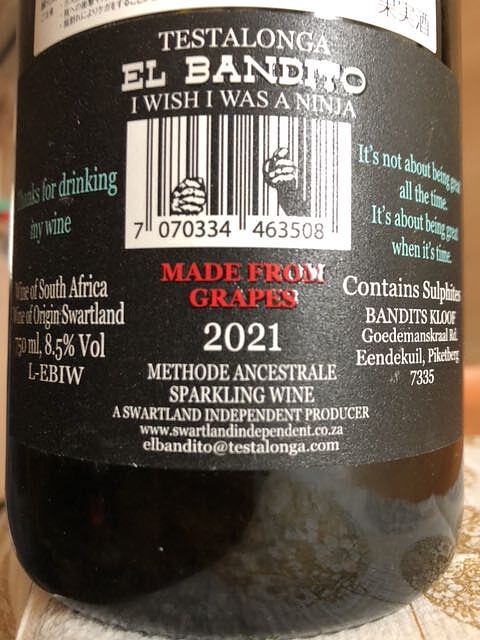 果実酒
TESTALONGA
EL BANDITO
I WISH I WAS A NINJA
7 070334 463508
Thanks for drinking
my wine
It's not about being great
all the time.
It's about being great
when it's time.
MADE FROM
GRAPES
2021
Wine of South Africa
Wine of Origin Swartland
750 ml, 8.5% Vol
L-EBIW
Contains Sulphites
BANDITS KLOOF
Goedemanskraal Rd.
Eendekuil, Piketberg
7335
METHODE ANCESTRALE
SPARKLING WINE
A SWARTLAND INDEPENDENT PRODUCER
www.swartlandindependent.co.za
elbandito@testalonga.com